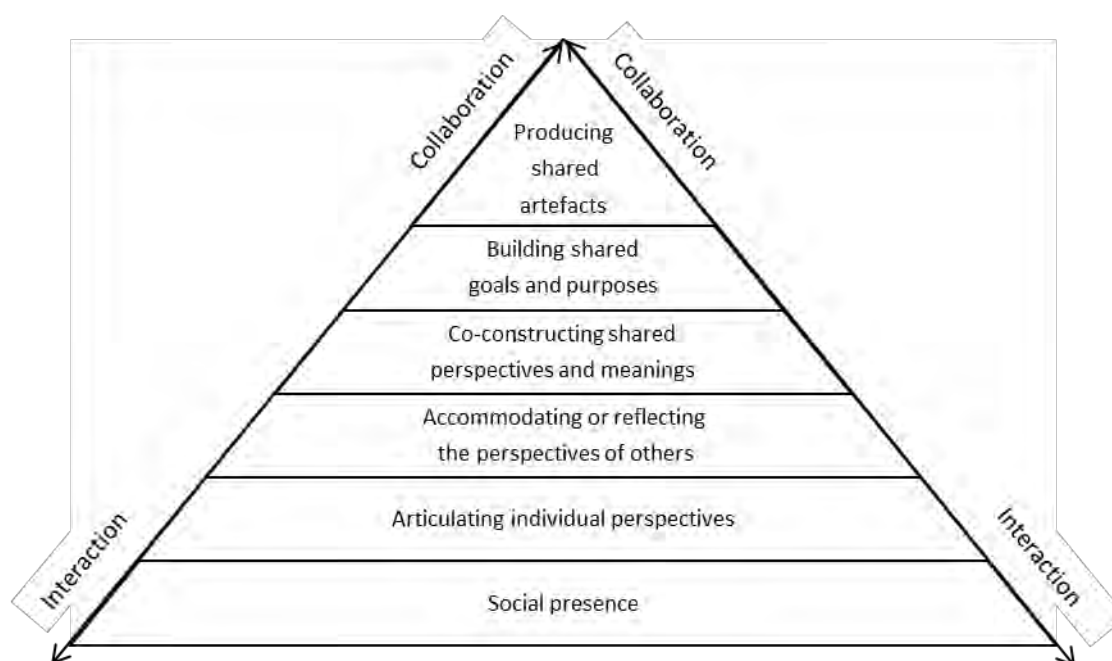 Collaboration
Collaboration
Producing
shared
artefacts
Building shared
goals and purposes
Co-constructing shared
perspectives and meanings
Accommodating or reflecting
the perspectives of others
Articulating individual perspectives
Interaction
Interaction
Social presence